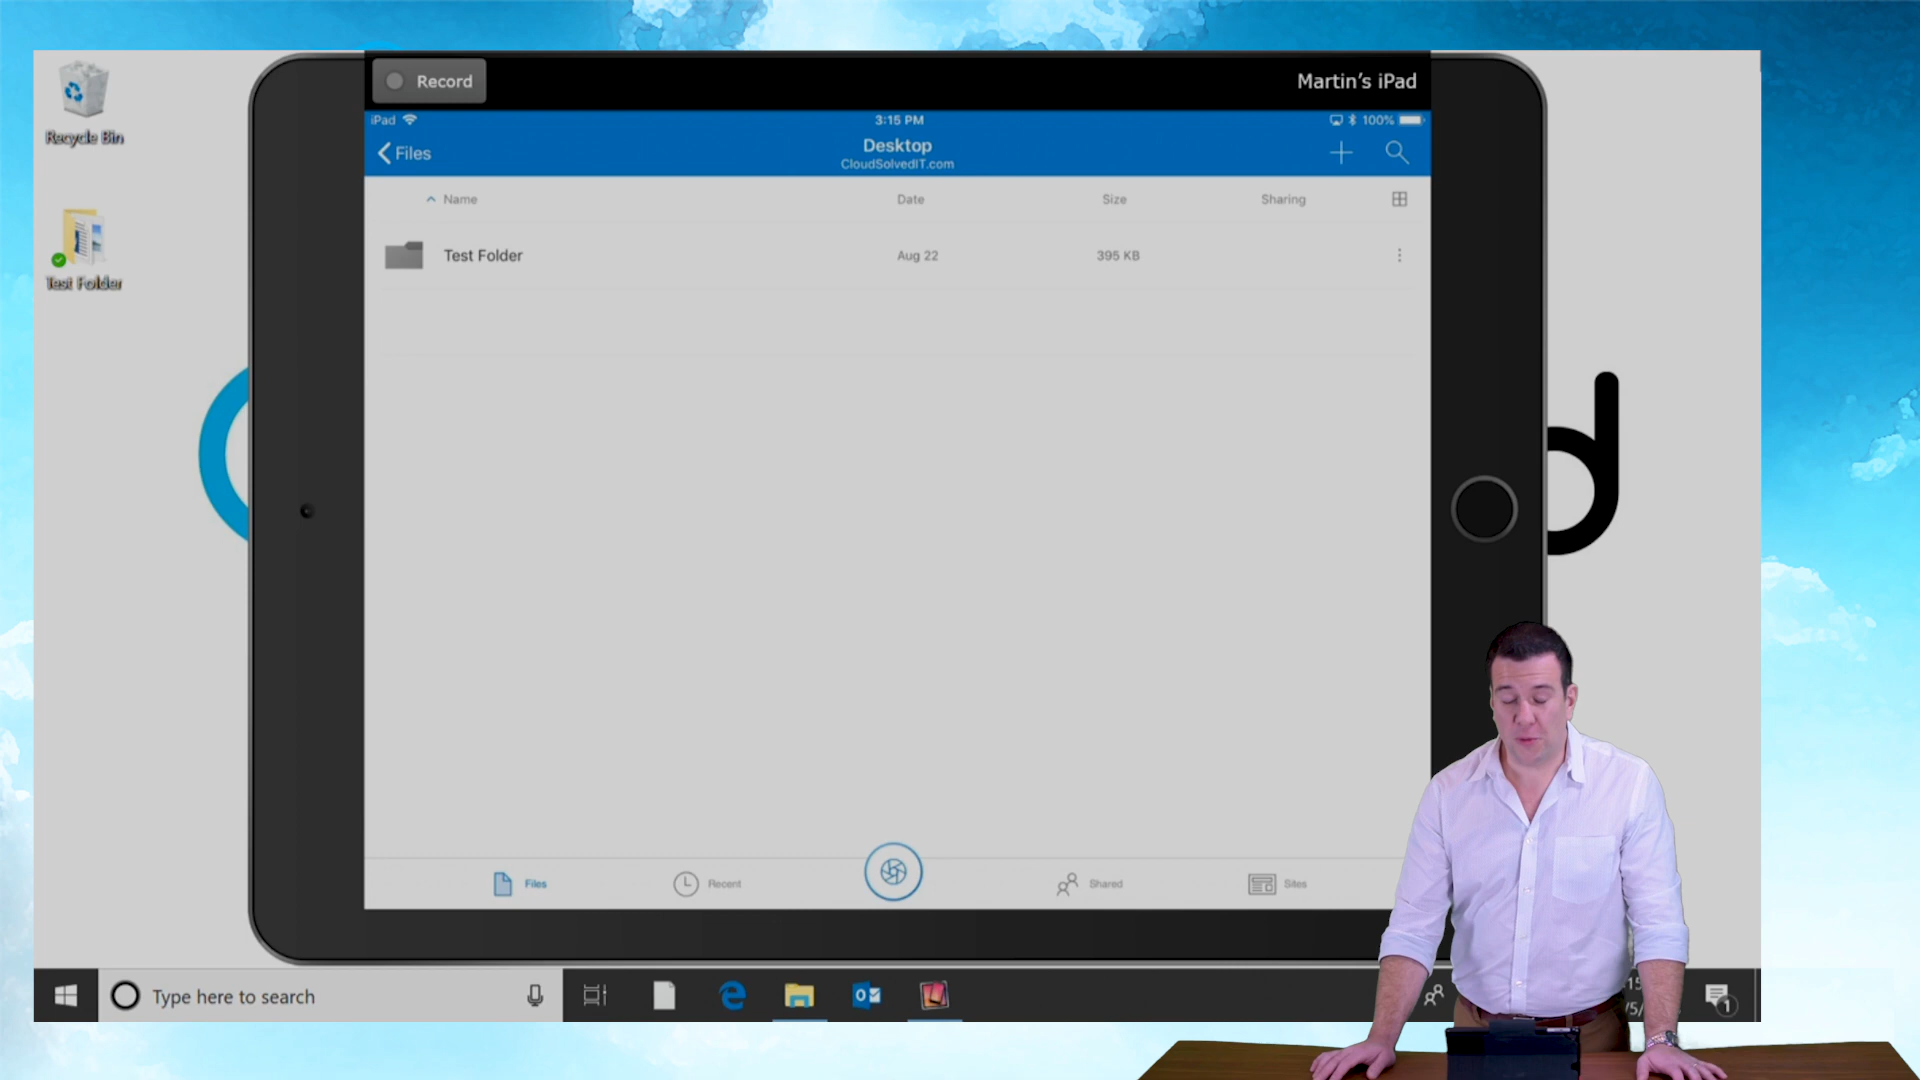 Recycle Bin
Test Folder
Record
Martin's iPad
iPad
3:15 PM
100%
Files
Desktop
CloudSolvedIT.com
Name Date Size Sharing
Test Folder Aug 22 395 KB
d
Files Recent Shared Sites
Type here to search
1